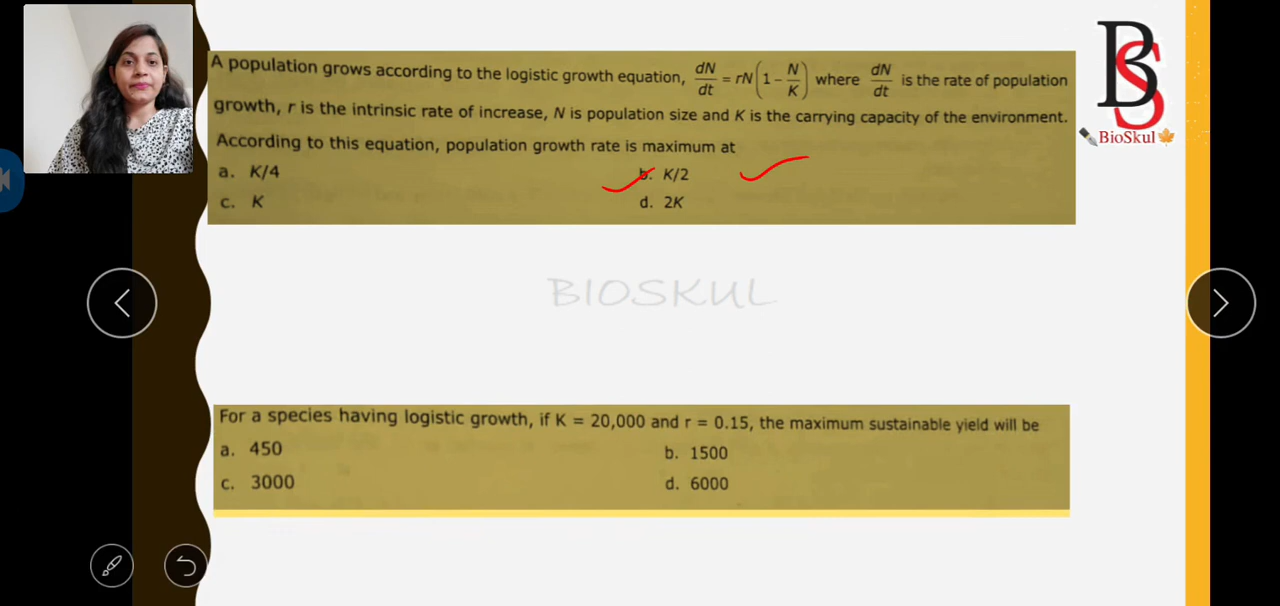 A population grows according to the logistic growth equation, dN/dt = rN(1 - N/K) where dN/dt is the rate of population
growth, r is the intrinsic rate of increase, N is population size and K is the carrying capacity of the environment.
According to this equation, population growth rate is maximum at
a. K/4 b. K/2
c. K d. 2K
BS
BioSkul
BIOSKUL
For a species having logistic growth, if K = 20,000 and r = 0.15, the maximum sustainable yield will be
a. 450 b. 1500
c. 3000 d. 6000